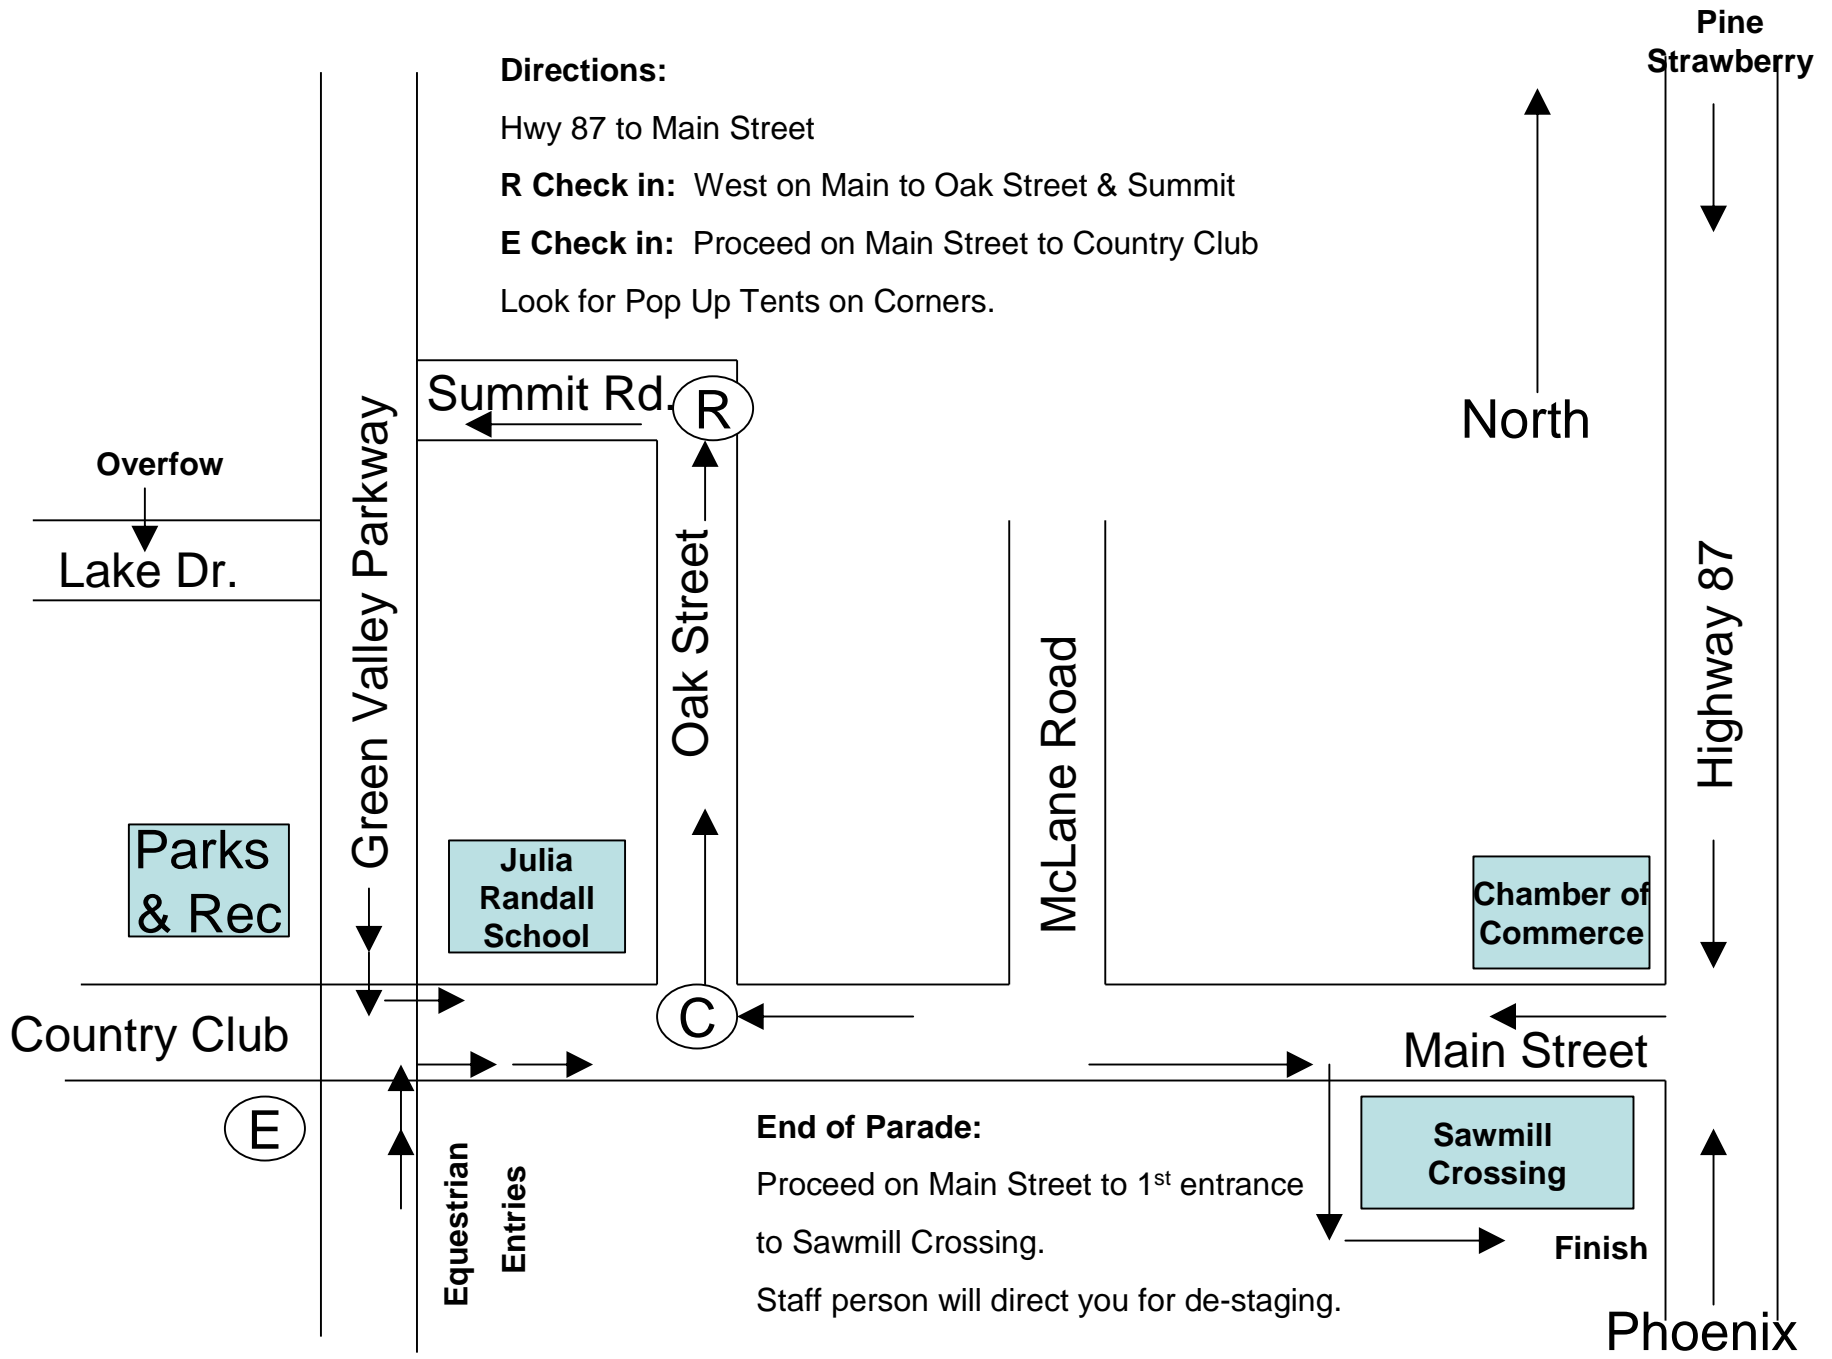 Pine
Strawberry
Directions:
Hwy 87 to Main Street
R Check in: West on Main to Oak Street & Summit
E Check in: Proceed on Main Street to Country Club
Look for Pop Up Tents on Corners.
Summit Rd.
R
North
Overfow
Lake Dr.
Green Valley Parkway
Oak Street
McLane Road
Highway 87
Parks
& Rec
Julia
Randall
School
Chamber of
Commerce
Country Club
C
Main Street
E
Equestrian
Entries
End of Parade:
Proceed on Main Street to 1st entrance
to Sawmill Crossing.
Staff person will direct you for de-staging.
Sawmill
Crossing
Finish
Phoenix